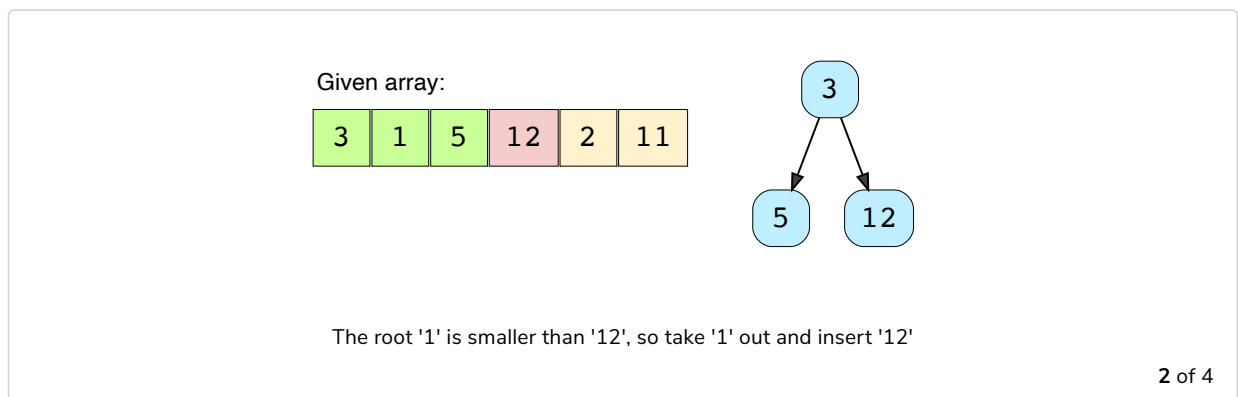 Given array:
3 1 5 12 2 11
3
5 12
The root '1' is smaller than '12', so take '1' out and insert '12'
2 of 4